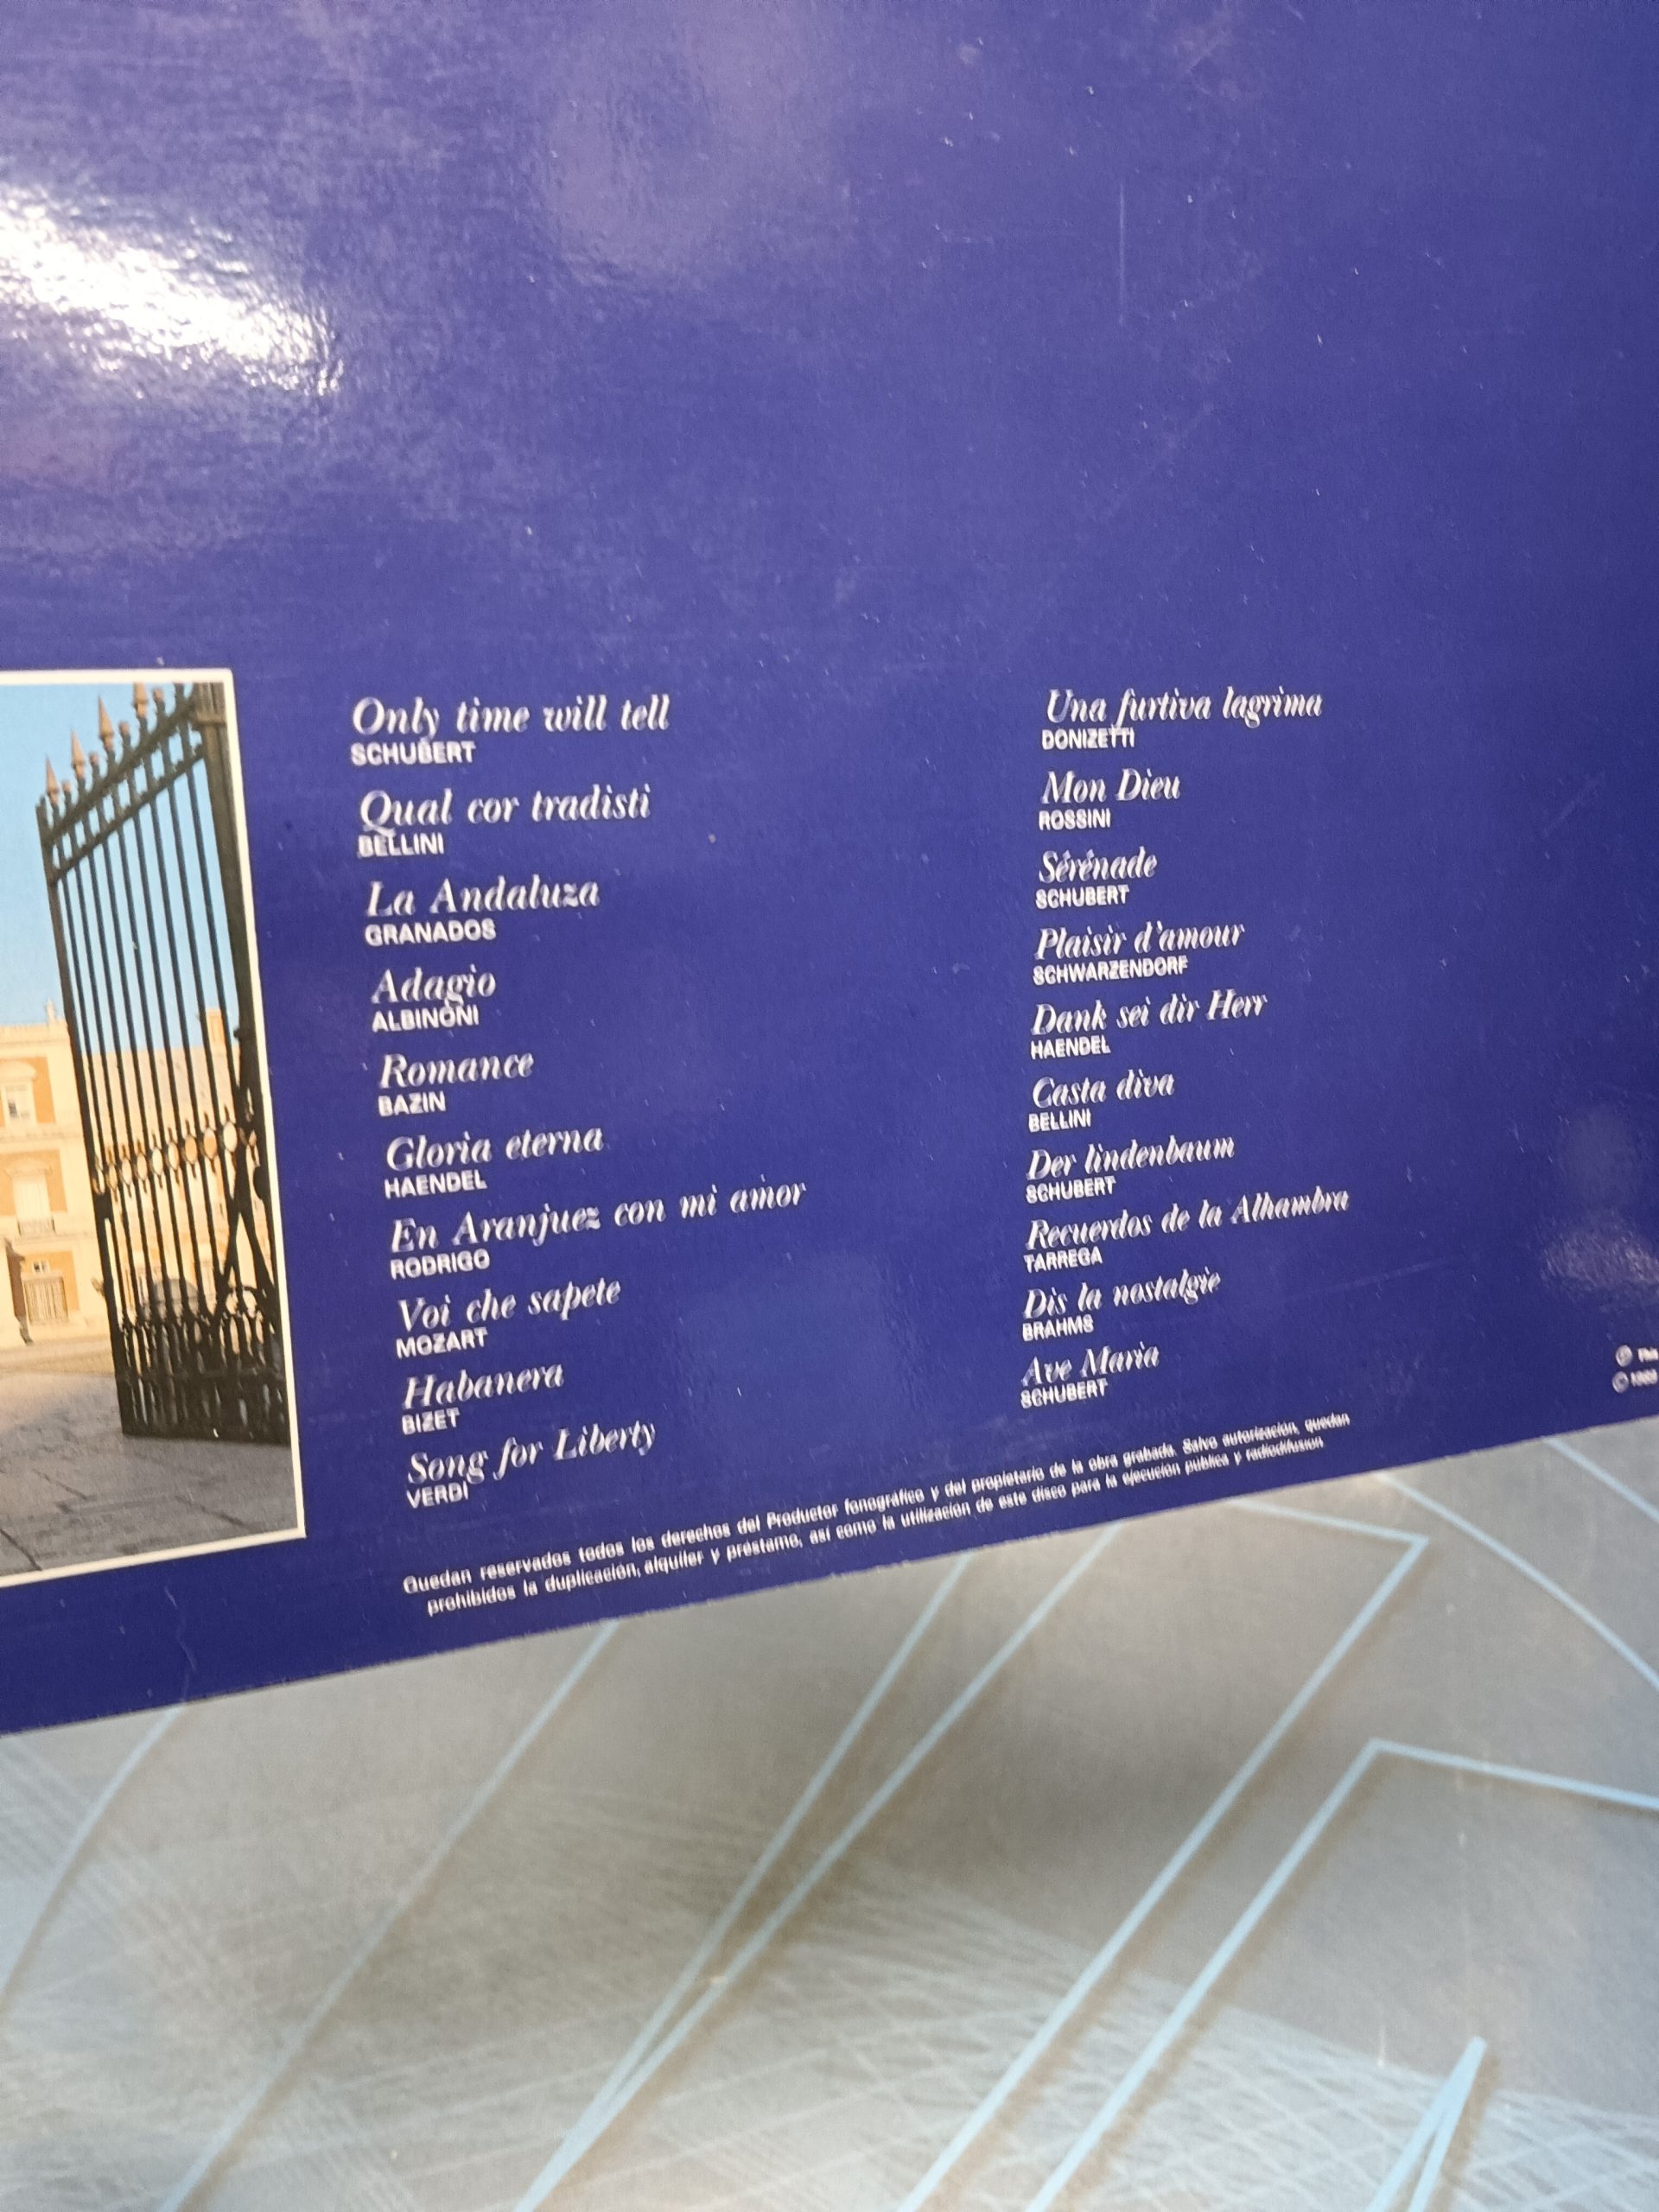 Only time will tell
SCHUBERT
Qual cor tradisti
BELLINI
La Andaluza
GRANADOS
Adagio
ALBINONI
Romance
BAZIN
Gloria eterna
HAENDEL
En Aranjuez con mi amor
RODRIGO
Voi che sapete
MOZART
Habanera
BIZET
Song for Liberty
VERDI
Una furtiva lagrima
DONIZETTI
Mon Dieu
ROSSINI
Sérénade
SCHUBERT
Plaisir d'amour
SCHWARZENDORF
Dank sei dir Herr
HAENDEL
Casta diva
BELLINI
Der lindenbaum
SCHUBERT
Recuerdos de la Alhambra
TARREGA
Dis la nostalgie
BRAHMS
Ave Maria
SCHUBERT
Quedan reservados todos los derechos del Productor fonográfico y del propietario de la obra grabada. Salvo autorización, quedan
prohibidos la duplicación, alquiler y préstamo, así como la utilización de este disco para la ejecución pública y radiodifusión
℗
©